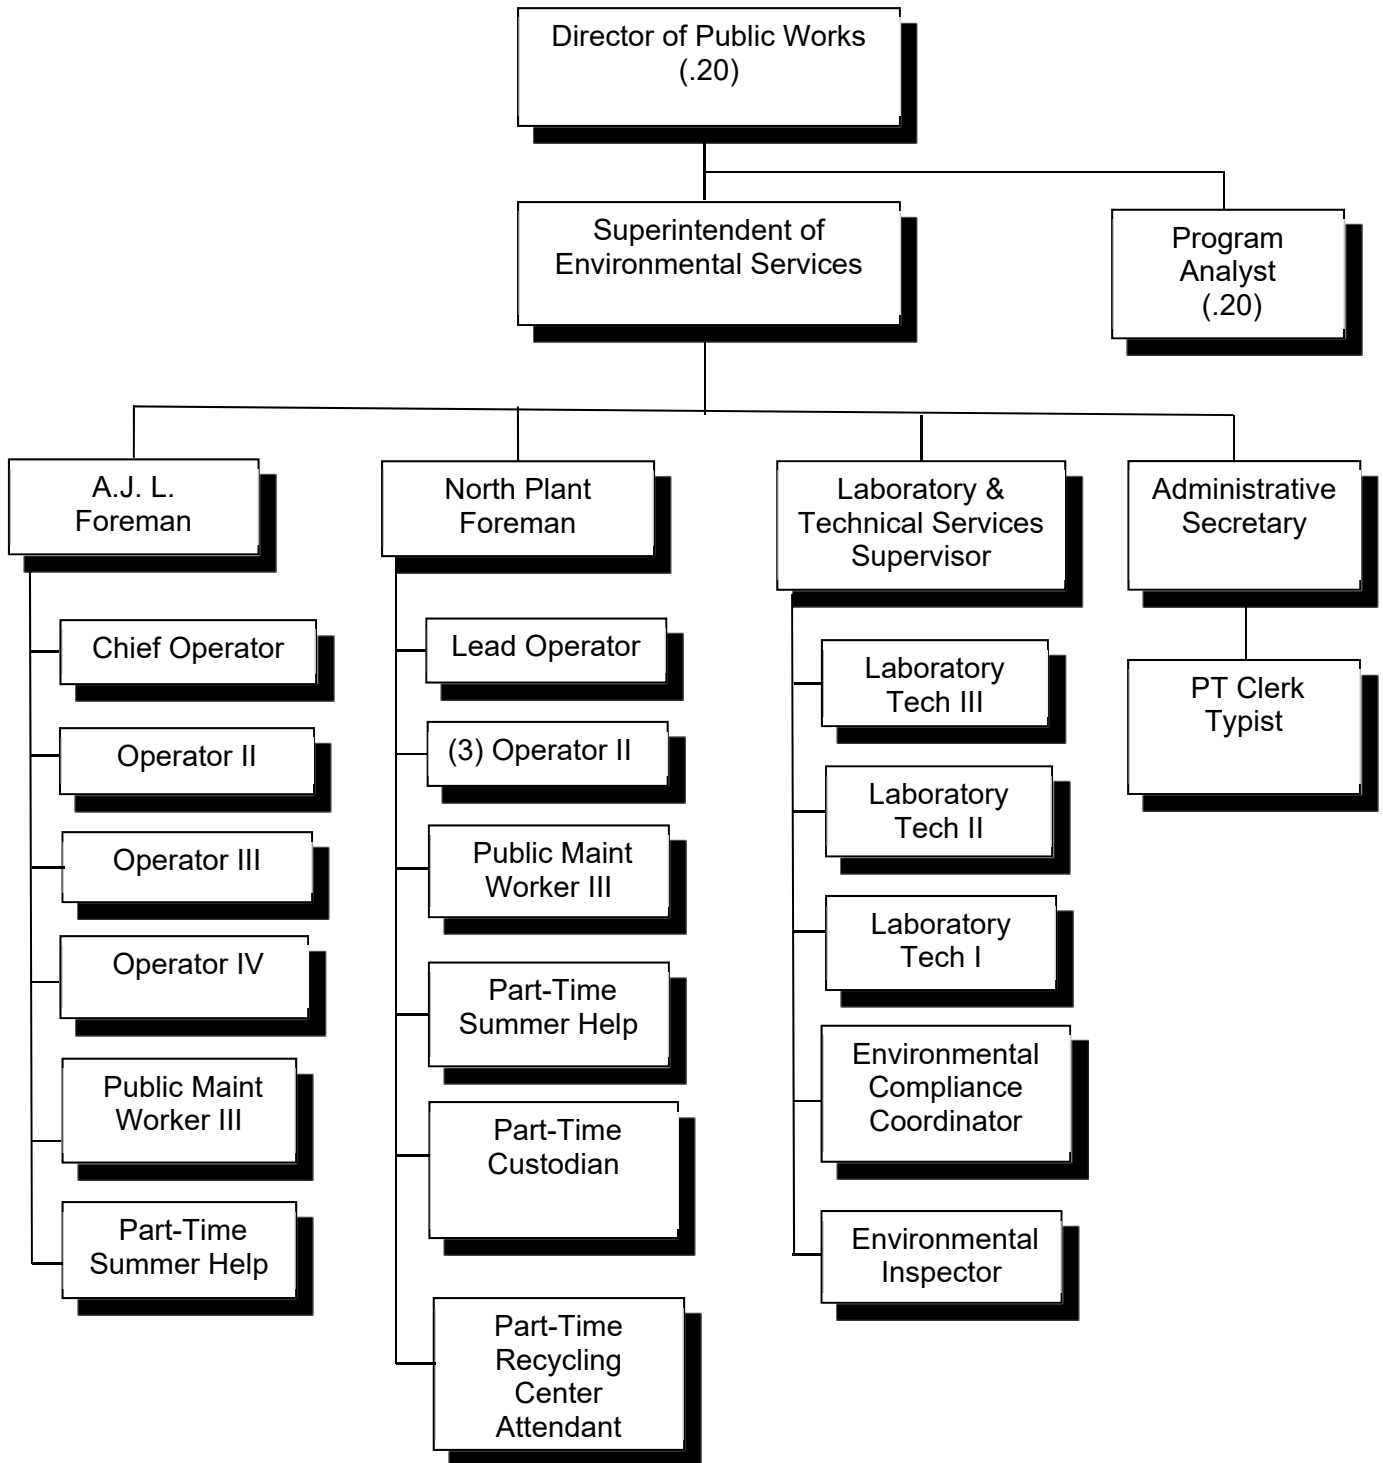 Director of Public Works
(.20)
Superintendent of
Environmental Services
Program
Analyst
(.20)
A.J. L.
Foreman
North Plant
Foreman
Laboratory &
Technical Services
Supervisor
Administrative
Secretary
Chief Operator
Operator II
Operator III
Operator IV
Public Maint
Worker III
Part-Time
Summer Help
Lead Operator
(3) Operator II
Public Maint
Worker III
Part-Time
Summer Help
Part-Time
Custodian
Part-Time
Recycling
Center
Attendant
Laboratory
Tech III
Laboratory
Tech II
Laboratory
Tech I
Environmental
Compliance
Coordinator
Environmental
Inspector
PT Clerk
Typist